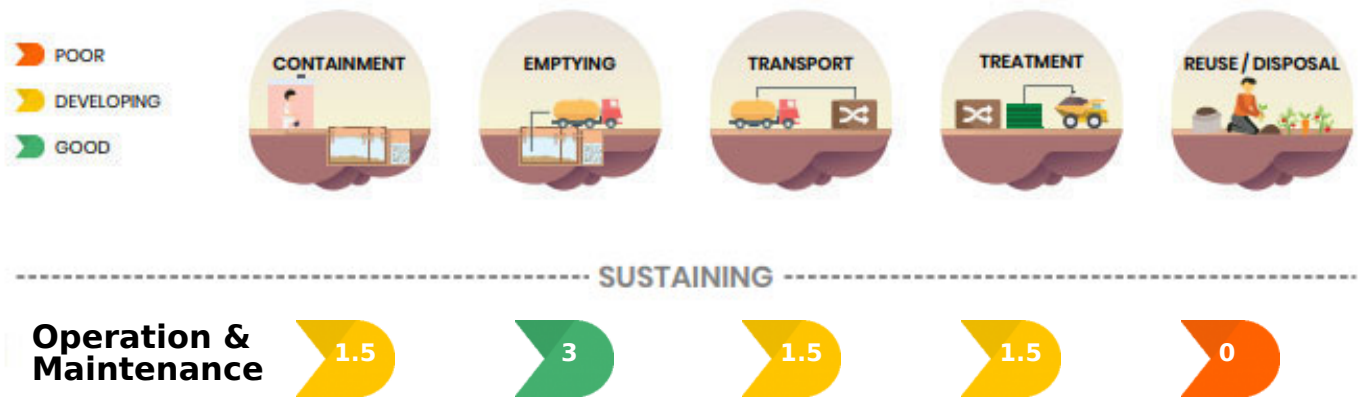 POOR
DEVELOPING
GOOD
CONTAINMENT
EMPTYING
TRANSPORT
TREATMENT
REUSE / DISPOSAL
SUSTAINING
Operation &
Maintenance
1.5
3
1.5
1.5
0